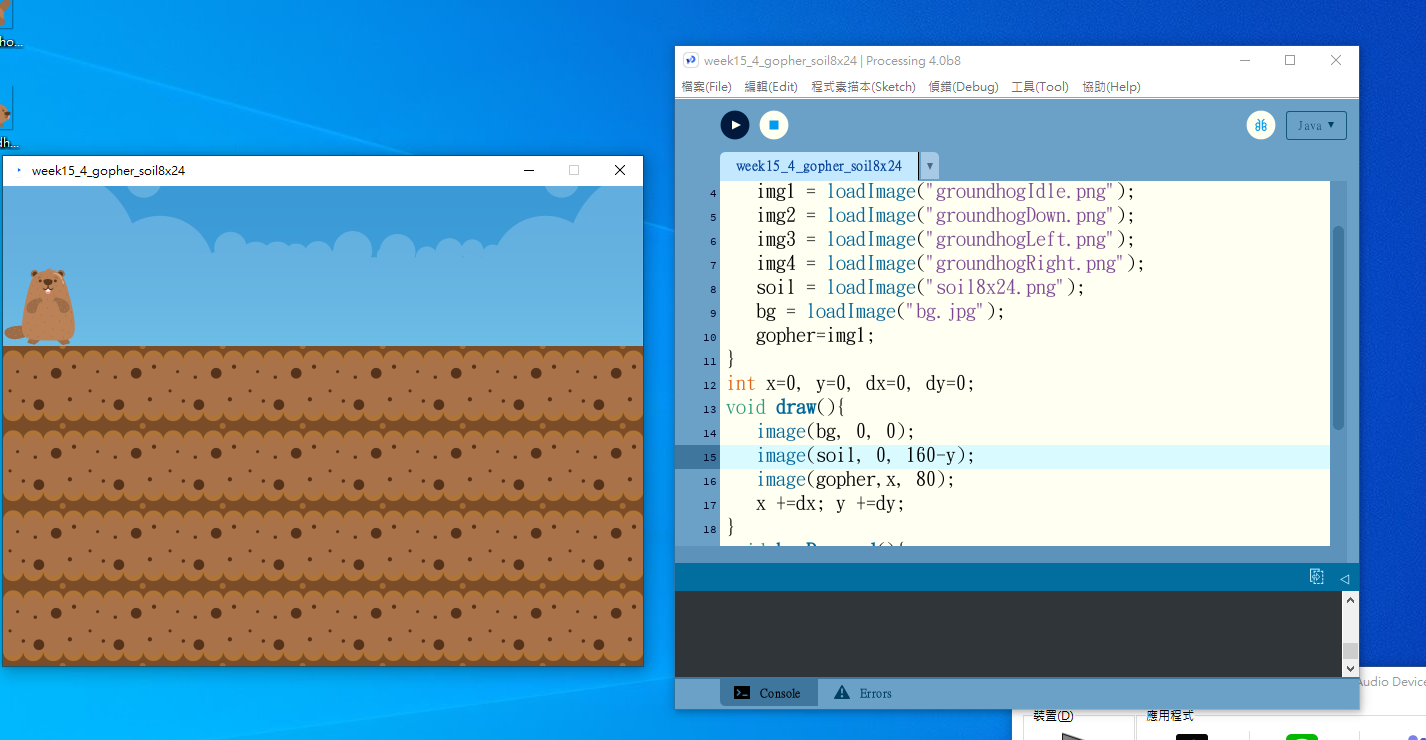 ho...
dh...
week15_4_gopher_soil8x24
week15_4_gopher_soil8x24 | Processing 4.0b8
檔案(File) 編輯(Edit) 程式素描本(Sketch) 偵錯(Debug) 工具(Tool) 協助(Help)
Java ▼
week15_4_gopher_soil8x24 ▼
4 img1 = loadImage("groundhogIdle.png");
5 img2 = loadImage("groundhogDown.png");
6 img3 = loadImage("groundhogLeft.png");
7 img4 = loadImage("groundhogRight.png");
8 soil = loadImage("soil8x24.png");
9 bg = loadImage("bg.jpg");
10 gopher=img1;
11 }
12 int x=0, y=0, dx=0, dy=0;
13 void draw(){
14 image(bg, 0, 0);
15 image(soil, 0, 160-y);
16 image(gopher,x, 80);
17 x +=dx; y +=dy;
18 }
Console Errors
Audio Device
裝置(D) 應用程式